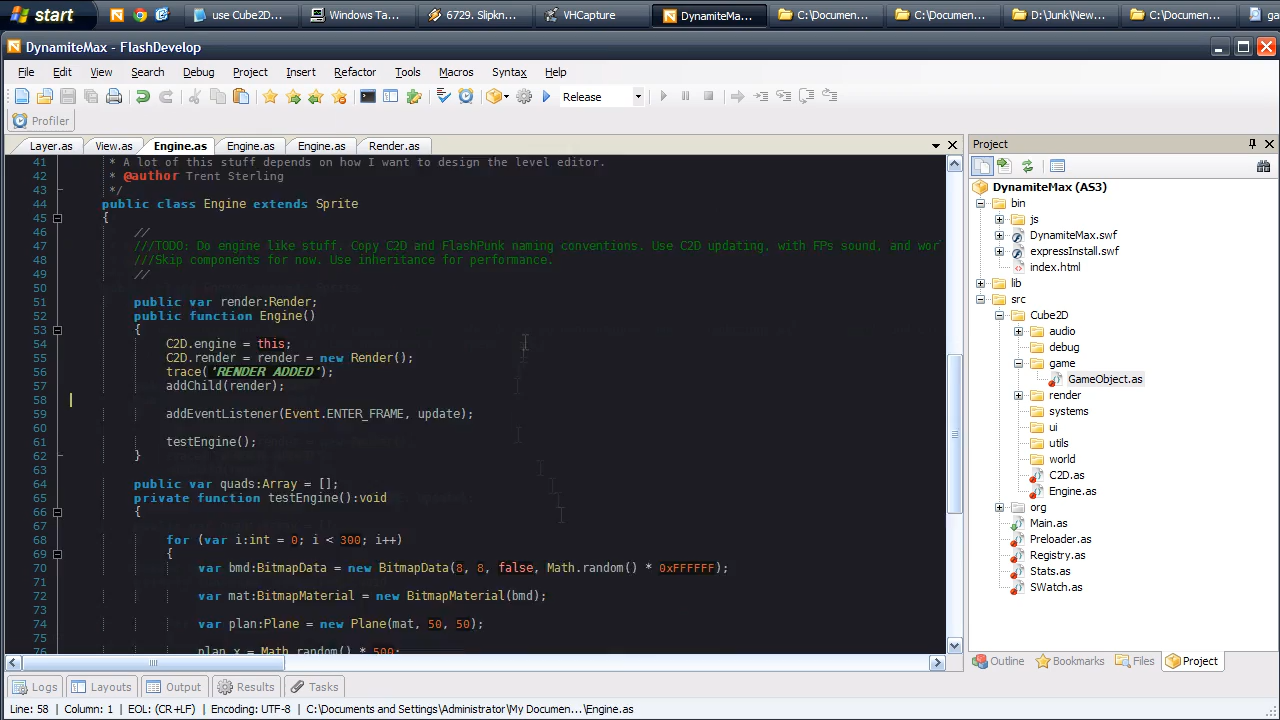 start
use Cube2D...
Windows Ta...
6729. Slipkn...
VHCapture
DynamiteMa...
C:\Documen...
C:\Documen...
D:\Junk\New...
C:\Documen...
ga
DynamiteMax - FlashDevelop
File Edit View Search Debug Project Insert Refactor Tools Macros Syntax Help
Release
Profiler
Layer.as View.as Engine.as Engine.as Engine.as Render.as
41 * A lot of this stuff depends on how I want to design the level editor.
42 * @author Trent Sterling
43 */
44 public class Engine extends Sprite
45 {
46 //
47 ///TODO: Do engine like stuff. Copy C2D and FlashPunk naming conventions. Use C2D updating, with FPs sound, and wor
48 ///Skip components for now. Use inheritance for performance.
49 //
50
51 public var render:Render;
52 public function Engine()
53 {
54 C2D.engine = this;
55 C2D.render = render = new Render();
56 trace('RENDER ADDED');
57 addChild(render);
58
59 addEventListener(Event.ENTER_FRAME, update);
60
61 testEngine();
62 }
63
64 public var quads:Array = [];
65 private function testEngine():void
66 {
67
68 for (var i:int = 0; i < 300; i++)
69 {
70 var bmd:BitmapData = new BitmapData(8, 8, false, Math.random() * 0xFFFFFF);
71
72 var mat:BitmapMaterial = new BitmapMaterial(bmd);
73
74 var plan:Plane = new Plane(mat, 50, 50);
75
76 plan.x = Math.random() * 500;
Project
DynamiteMax (AS3)
bin
js
DynamiteMax.swf
expressInstall.swf
index.html
lib
src
Cube2D
audio
debug
game
GameObject.as
render
systems
ui
utils
world
C2D.as
Engine.as
org
Main.as
Preloader.as
Registry.as
Stats.as
SWatch.as
Outline Bookmarks Files Project
Logs Layouts Output Results Tasks
Line: 58 Column: 1 EOL: (CR+LF) Encoding: UTF-8 C:\Documents and Settings\Administrator\My Documen...\Engine.as